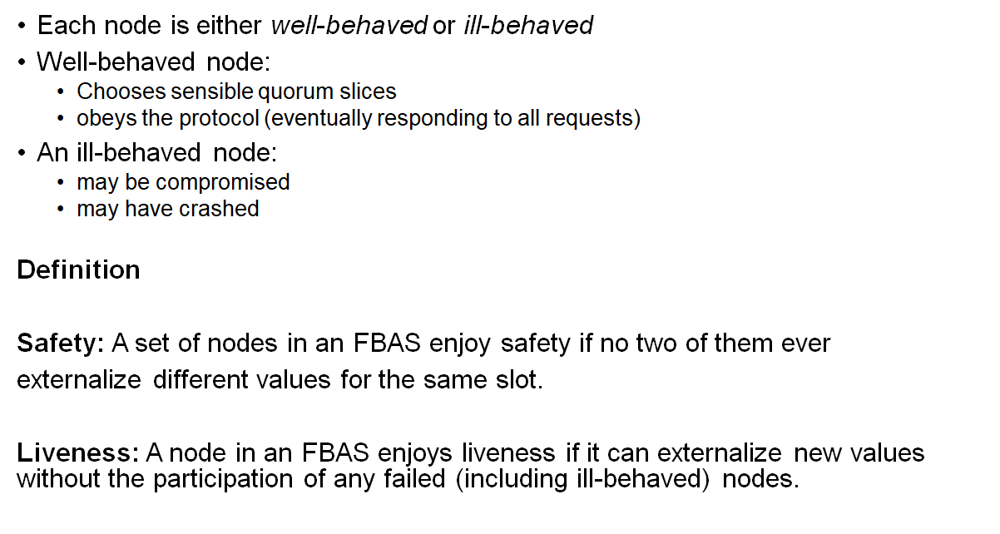 • Each node is either well-behaved or ill-behaved
• Well-behaved node:
• Chooses sensible quorum slices
• obeys the protocol (eventually responding to all requests)
• An ill-behaved node:
• may be compromised
• may have crashed
Definition
Safety: A set of nodes in an FBAS enjoy safety if no two of them ever
externalize different values for the same slot.
Liveness: A node in an FBAS enjoys liveness if it can externalize new values
without the participation of any failed (including ill-behaved) nodes.